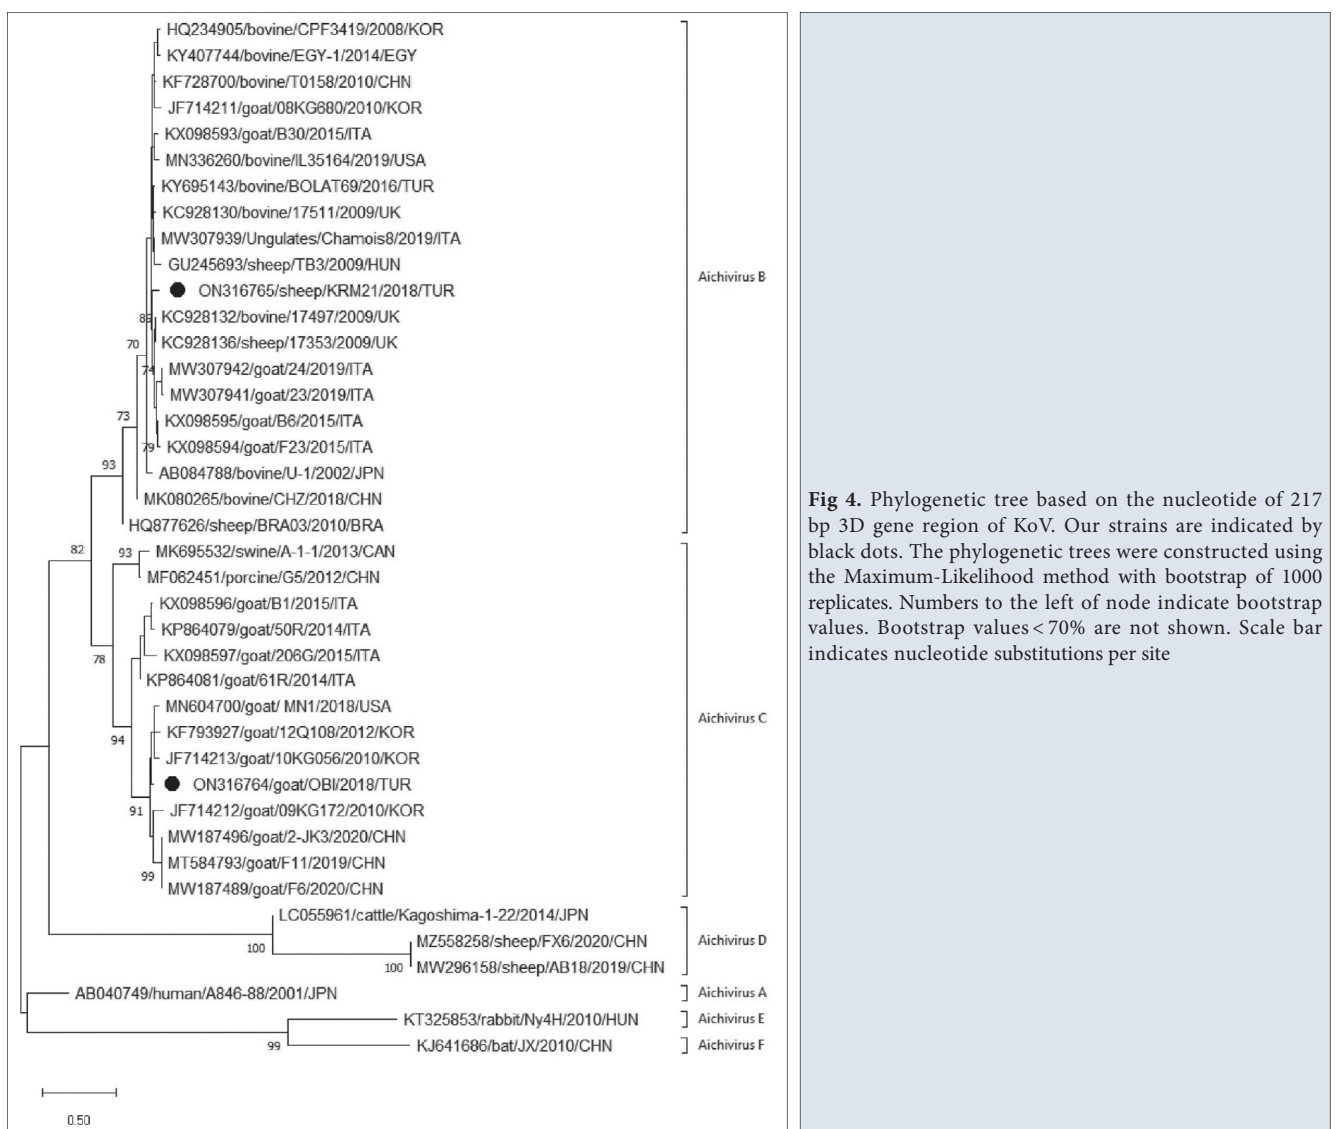 HQ234905/bovine/CPF3419/2008/KOR
KY407744/bovine/EGY-1/2014/EGY
KF728700/bovine/T0158/2010/CHN
JF714211/goat/08KG680/2010/KOR
KX098593/goat/B30/2015/ITA
MN336260/bovine/IL35164/2019/USA
KY695143/bovine/BOLAT69/2016/TUR
KC928130/bovine/17511/2009/UK
MW307939/Ungulates/Chamois8/2019/ITA
GU245693/sheep/TB3/2009/HUN
Aichivirus B
ON316765/sheep/KRM21/2018/TUR
KC928132/bovine/17497/2009/UK
KC928136/sheep/17353/2009/UK
70
MW307942/goat/24/2019/ITA
74
MW307941/goat/23/2019/ITA
73
KX098595/goat/B6/2015/ITA
KX098594/goat/F23/2015/ITA
79
93
AB084788/bovine/U-1/2002/JPN
MK080265/bovine/CHZ/2018/CHN
HQ877626/sheep/BRA03/2010/BRA
82
93
MK695532/swine/A-1-1/2013/CAN
MF062451/porcine/G5/2012/CHN
KX098596/goat/B1/2015/ITA
KP864079/goat/50R/2014/ITA
78
KX098597/goat/206G/2015/ITA
KP864081/goat/61R/2014/ITA
MN604700/goat/ MN1/2018/USA
Aichivirus C
94
KF793927/goat/12Q108/2012/KOR
JF714213/goat/10KG056/2010/KOR
ON316764/goat/OBI/2018/TUR
91
JF714212/goat/09KG172/2010/KOR
MW187496/goat/2-JK3/2020/CHN
MT584793/goat/F11/2019/CHN
99
MW187489/goat/F6/2020/CHN
LC055961/cattle/Kagoshima-1-22/2014/JPN
100
MZ558258/sheep/FX6/2020/CHN
Aichivirus D
100
MW296158/sheep/AB18/2019/CHN
AB040749/human/A846-88/2001/JPN
Aichivirus A
KT325853/rabbit/Ny4H/2010/HUN
Aichivirus E
99
KJ641686/bat/JX/2010/CHN
Aichivirus F
0.50
Fig 4. Phylogenetic tree based on the nucleotide of 217
bp 3D gene region of KoV. Our strains are indicated by
black dots. The phylogenetic trees were constructed using
the Maximum-Likelihood method with bootstrap of 1000
replicates. Numbers to the left of node indicate bootstrap
values. Bootstrap values < 70% are not shown. Scale bar
indicates nucleotide substitutions per site